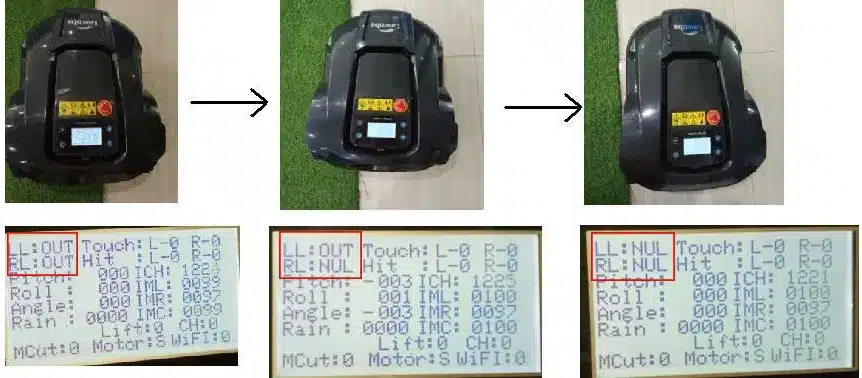 LL:OUT Touch:L-0 R-0
RL:OUT Hit :L-0 R-0
Pitch: 000 ICH: 1221
Roll : 000 IML: 0099
Angle: 000 IMR: 0097
Rain : 0000 IMC: 0099
Lift:0 CH:0
MCut:0 Motor:S WiFI:0
LL:OUT Touch:L-0 R-0
RL:NUL Hit :L-0 R-0
Pitch: -003 ICH: 1225
Roll : 001 IML: 0100
Angle: -003 IMR: 0097
Rain : 0000 IMC: 0100
Lift:0 CH:0
MCut:0 Motor:S WiFI:0
LL:NUL Touch:L-0 R-0
RL:NUL Hit :L-0 R-0
Pitch: 000 ICH: 1221
Roll : 000 IML: 0100
Angle: 000 IMR: 0097
Rain : 0000 IMC: 0100
Lift:0 CH:0
MCut:0 Motor:S WiFI:0